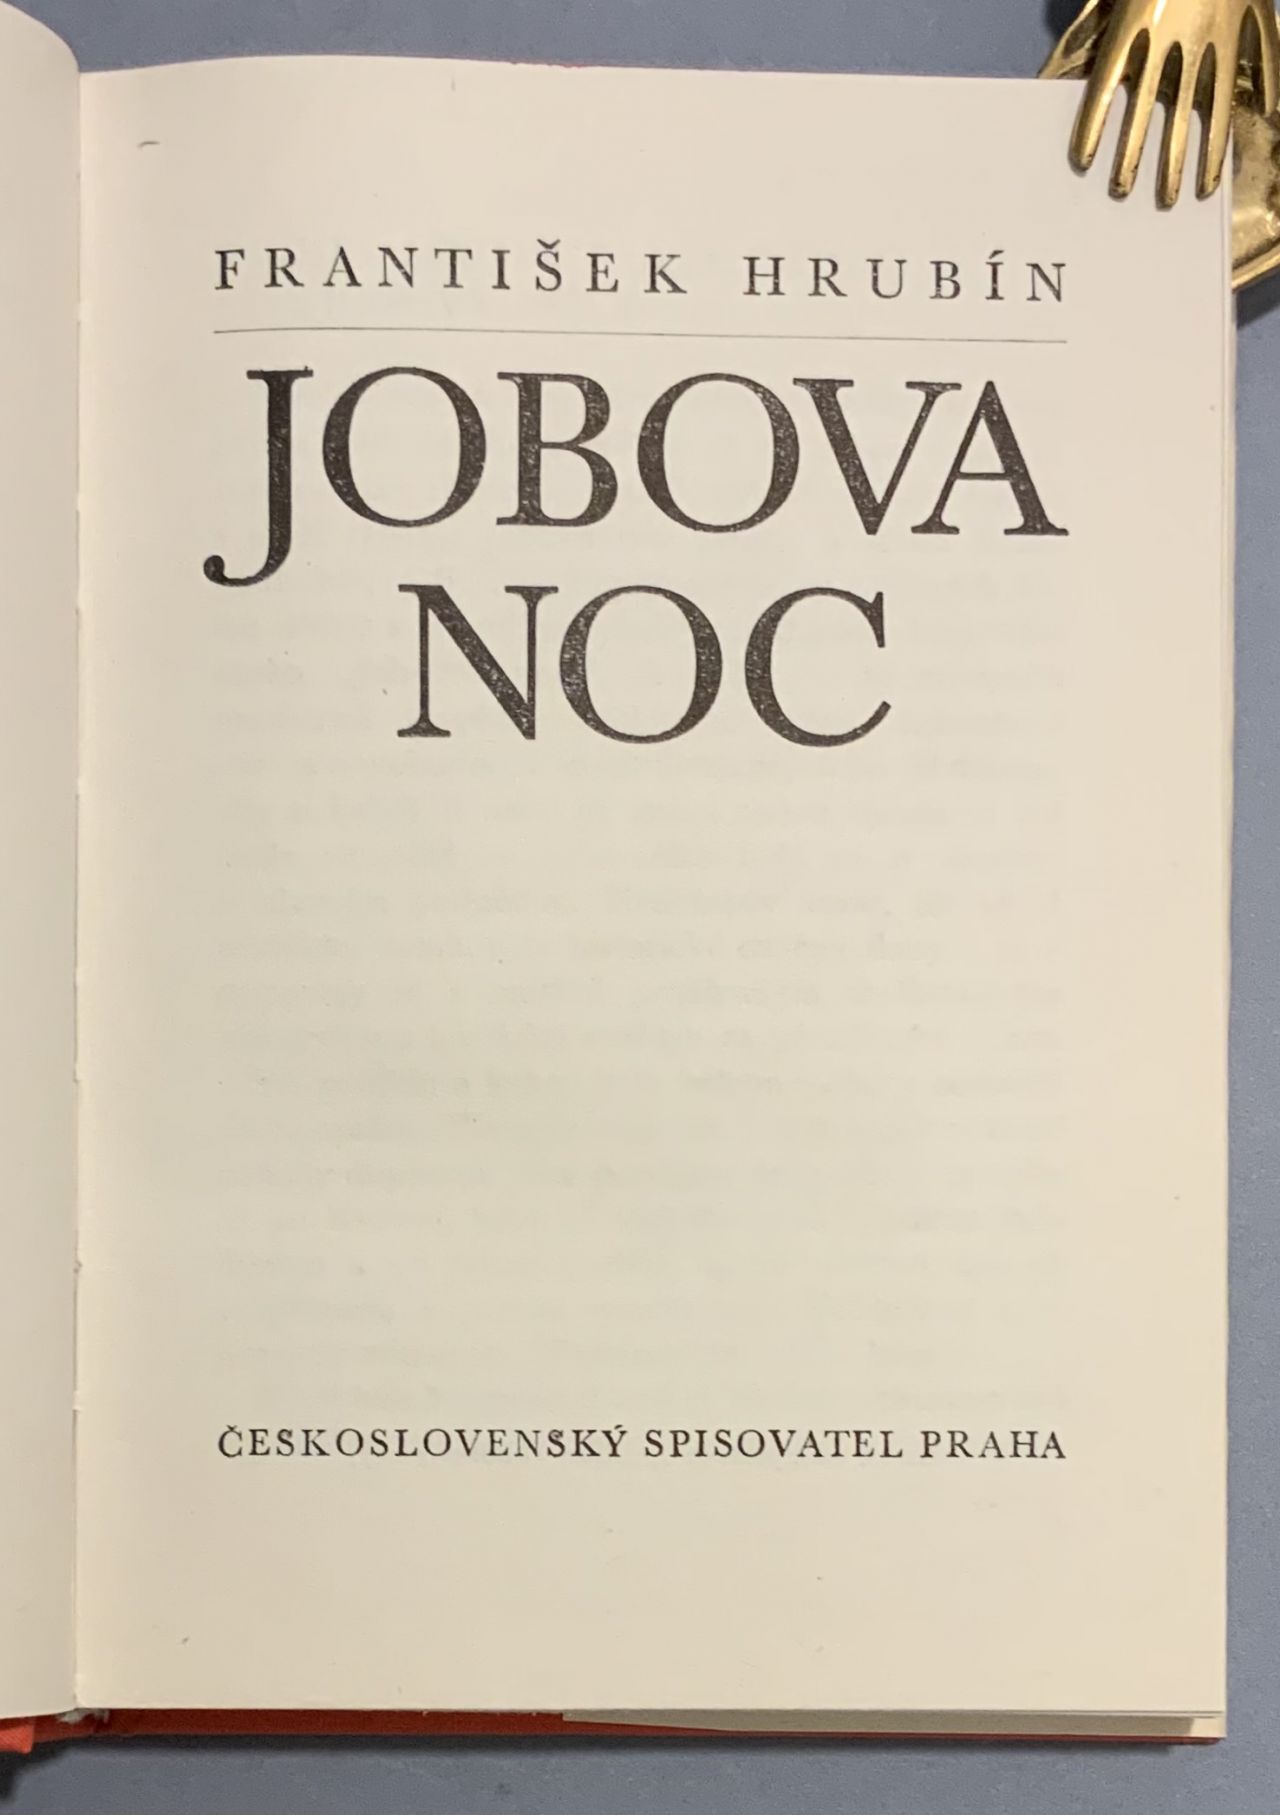 FRANTIŠEK HRUBÍN
JOBOVA
NOC
ČESKOSLOVENSKÝ SPISOVATEL PRAHA